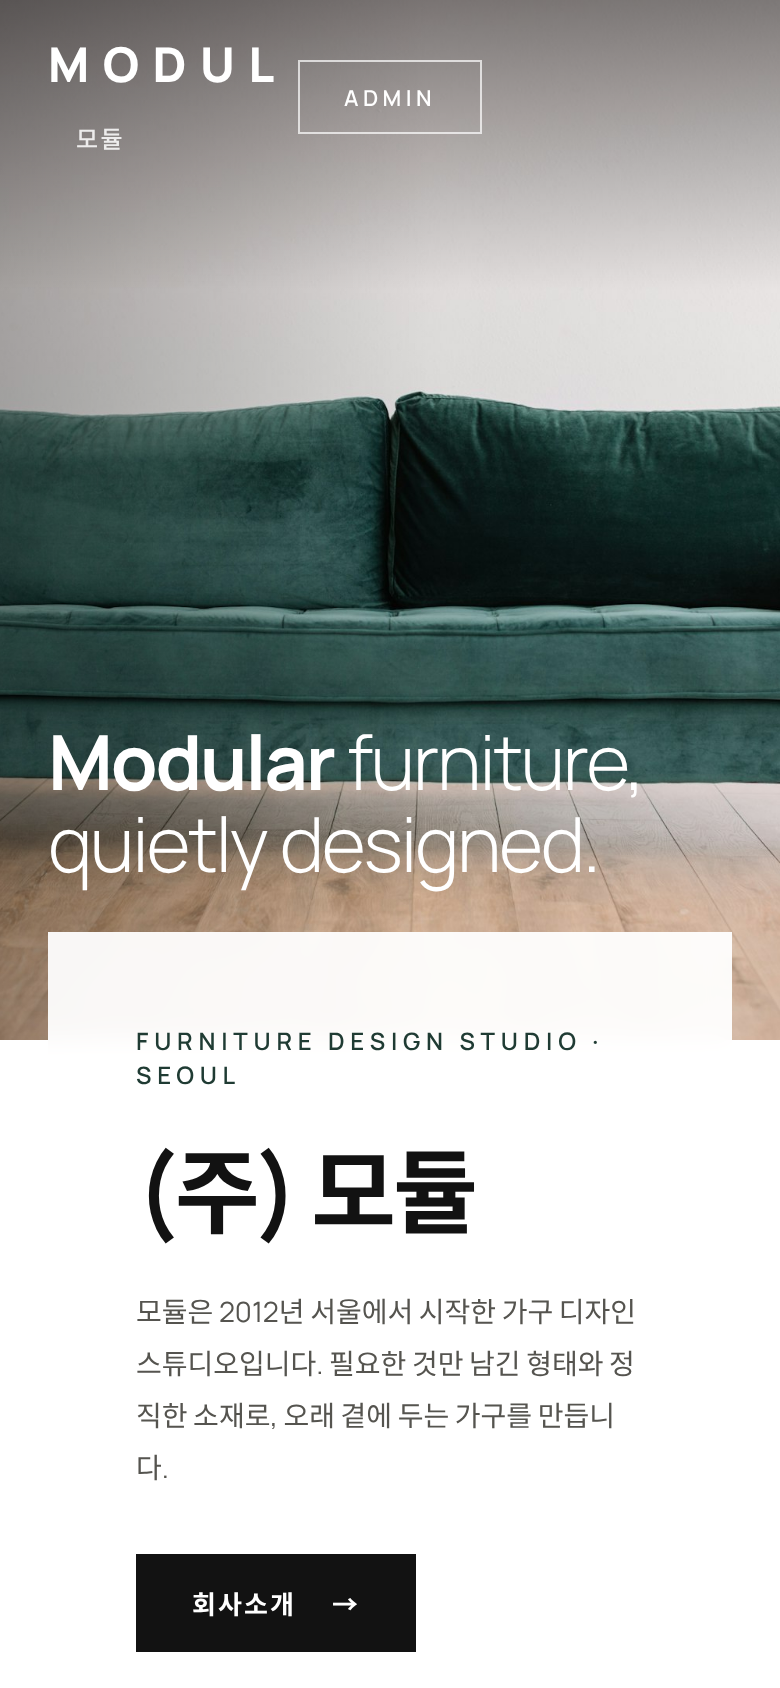 MODUL
모듈
ADMIN
Modular furniture,
quietly designed.
FURNITURE DESIGN STUDIO ·
SEOUL
(주) 모듈
모듈은 2012년 서울에서 시작한 가구 디자인
스튜디오입니다. 필요한 것만 남긴 형태와 정
직한 소재로, 오래 곁에 두는 가구를 만듭니
다.
회사소개 →